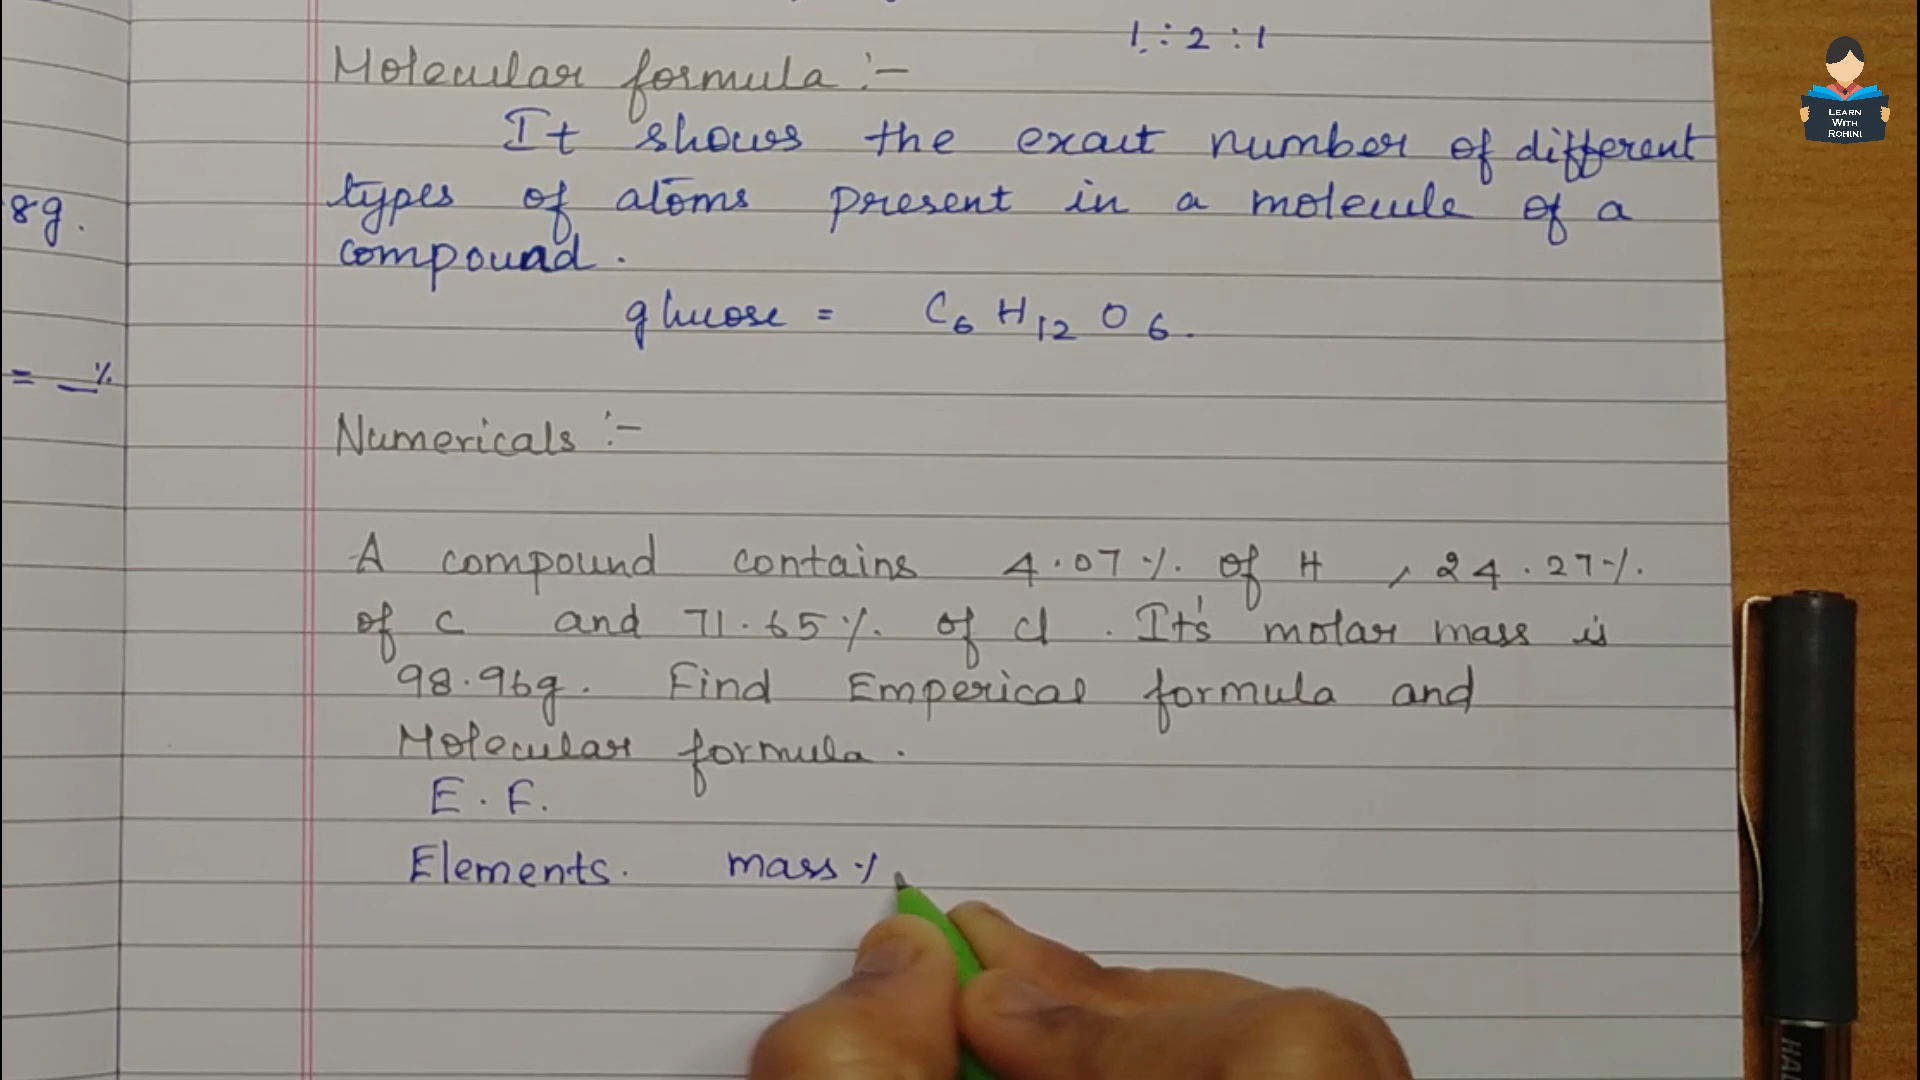 1 : 2 : 1
Molecular formula :-
It shows the exact number of different
types of atoms present in a molecule of a
compound.
glucose = C6 H12 O6.
8g.
= _%
Numericals :-
A compound contains 4.07% of H , 24.27%
of C and 71.65% of Cl . It's molar mass is
98.96g. Find Emperical formula and
Molecular formula.
E. F.
Elements. mass %
LEARN
WITH
ROHINI